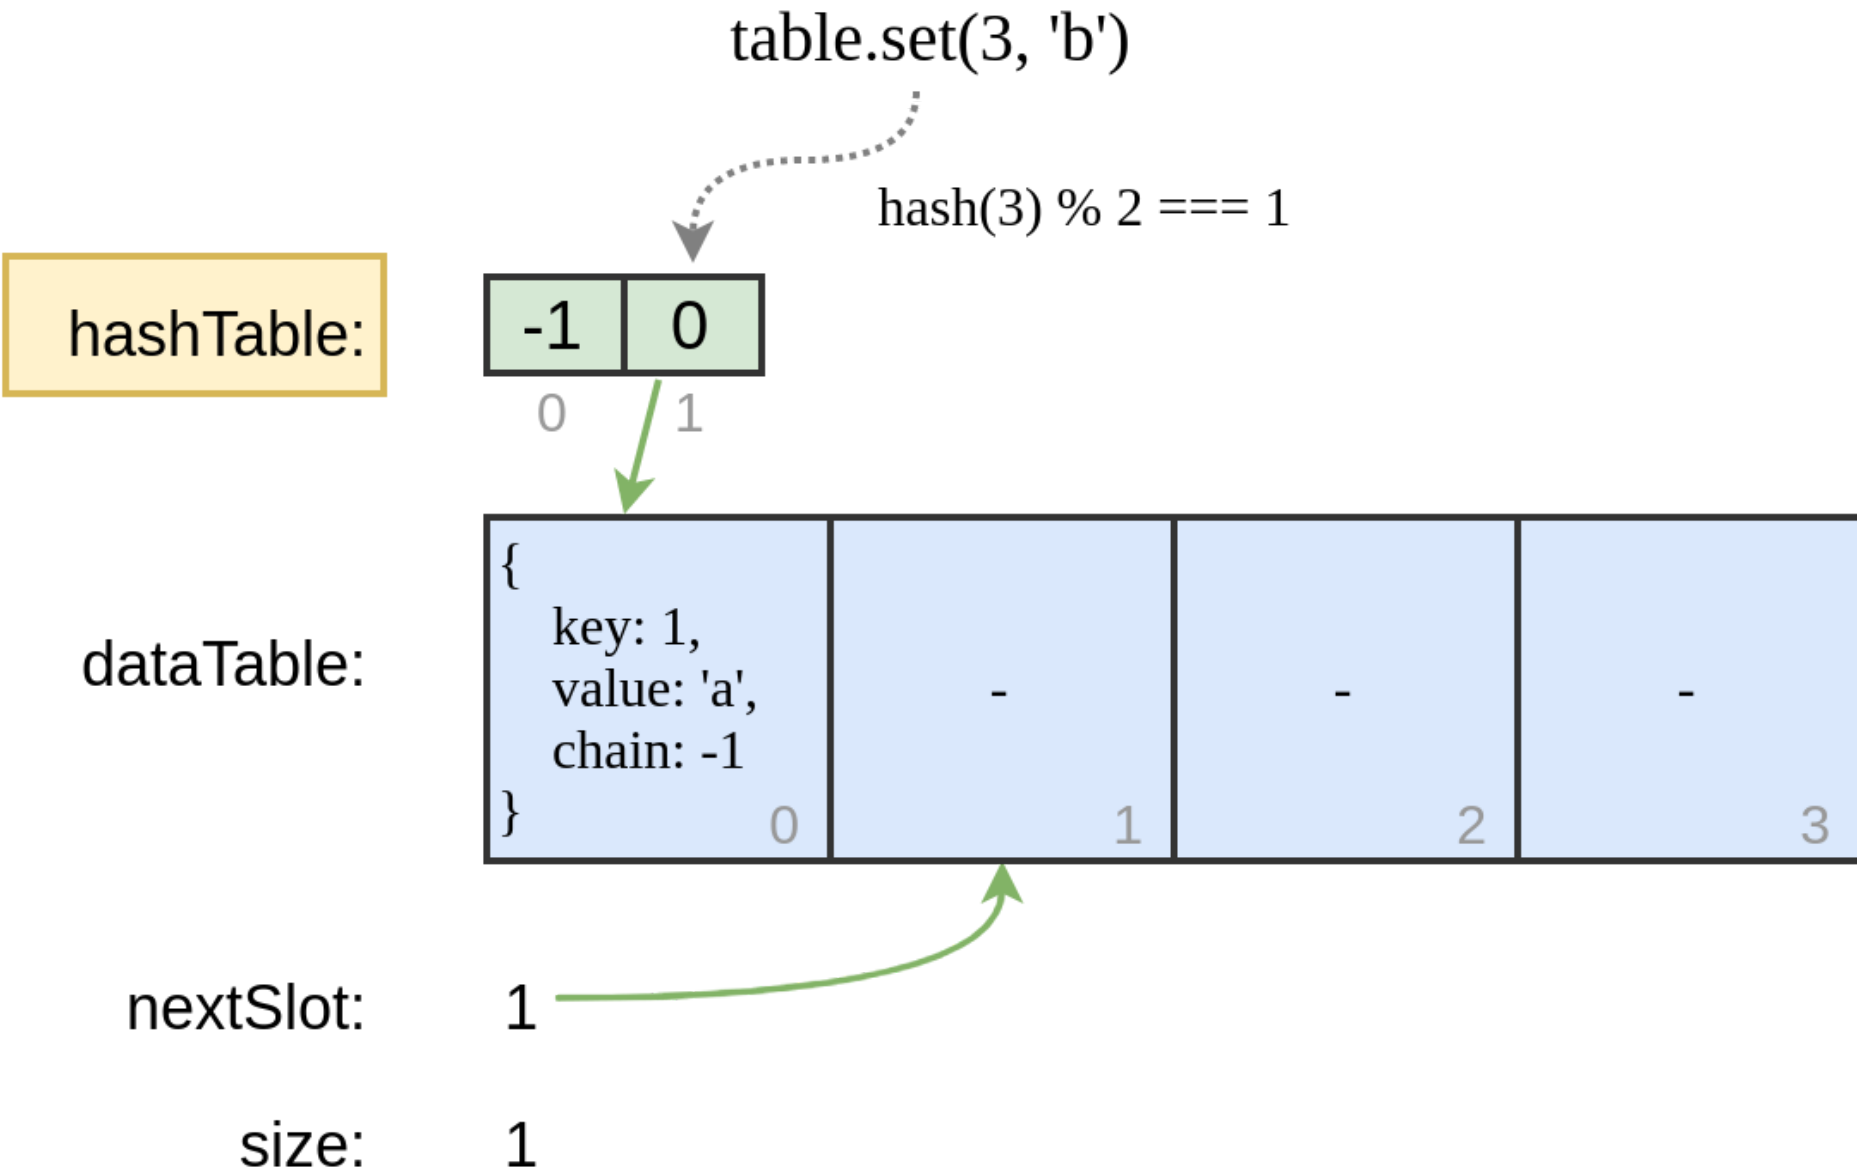 table.set(3, 'b')
hash(3) % 2 === 1
hashTable:
-1 0
0 1
dataTable:
{
key: 1,
value: 'a',
chain: -1
}
- - -
0 1 2 3
nextSlot: 1
size: 1